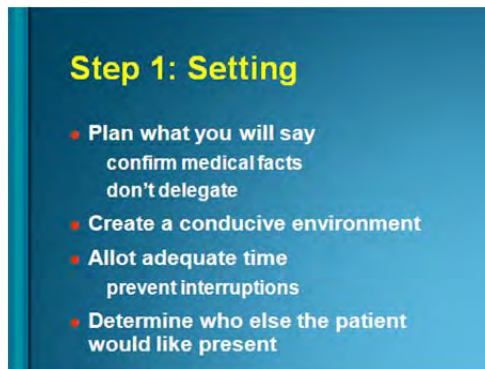 Step 1: Setting
Plan what you will say
confirm medical facts
don't delegate
Create a conducive environment
Allot adequate time
prevent interruptions
Determine who else the patient
would like present